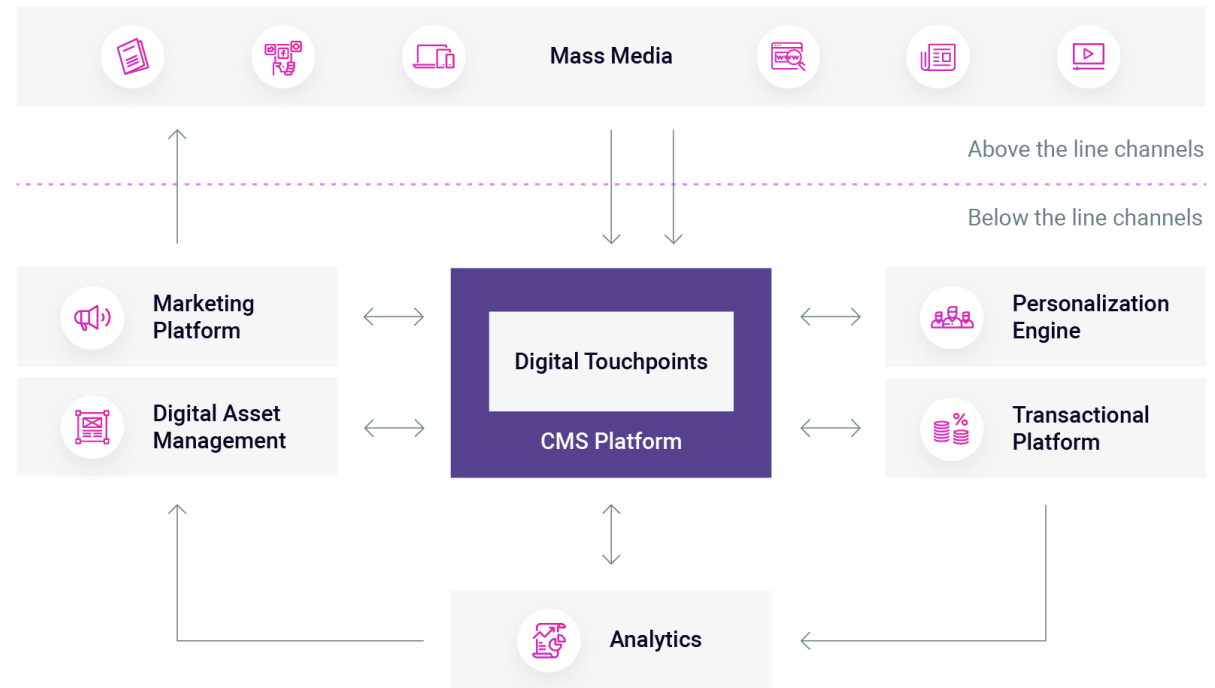 Mass Media
www
Above the line channels
Below the line channels
Marketing
Platform
Digital Touchpoints
CMS Platform
Personalization
Engine
Digital Asset
Management
%
Transactional
Platform
Analytics